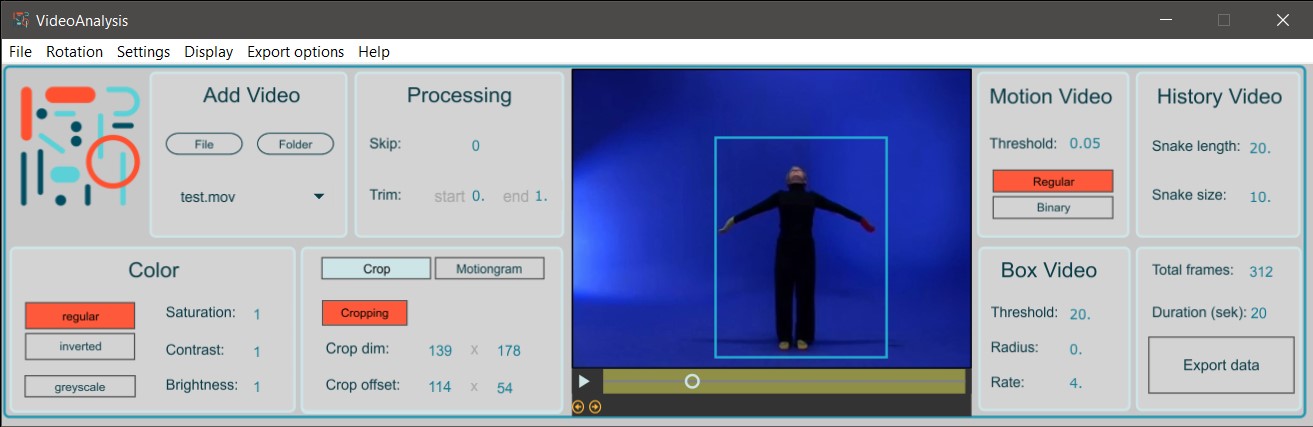 VideoAnalysis
File Rotation Settings Display Export options Help
Add Video
File Folder
test.mov
Processing
Skip: 0
Trim: start 0. end 1.
Motion Video
Threshold: 0.05
Regular
Binary
History Video
Snake length: 20.
Snake size: 10.
Color
regular
inverted
greyscale
Saturation: 1
Contrast: 1
Brightness: 1
Crop Motiongram
Cropping
Crop dim: 139 x 178
Crop offset: 114 x 54
Box Video
Threshold: 20.
Radius: 0.
Rate: 4.
Total frames: 312
Duration (sek): 20
Export data